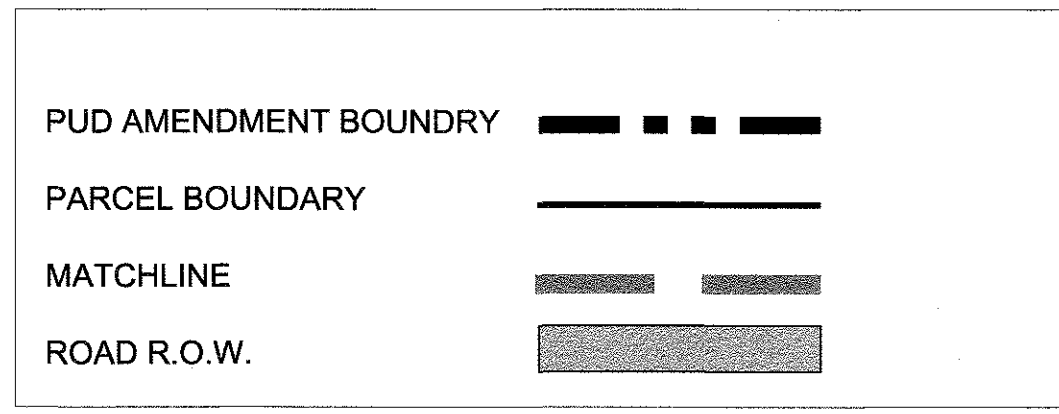 PUD AMENDMENT BOUNDRY
PARCEL BOUNDARY
MATCHLINE
ROAD R.O.W.